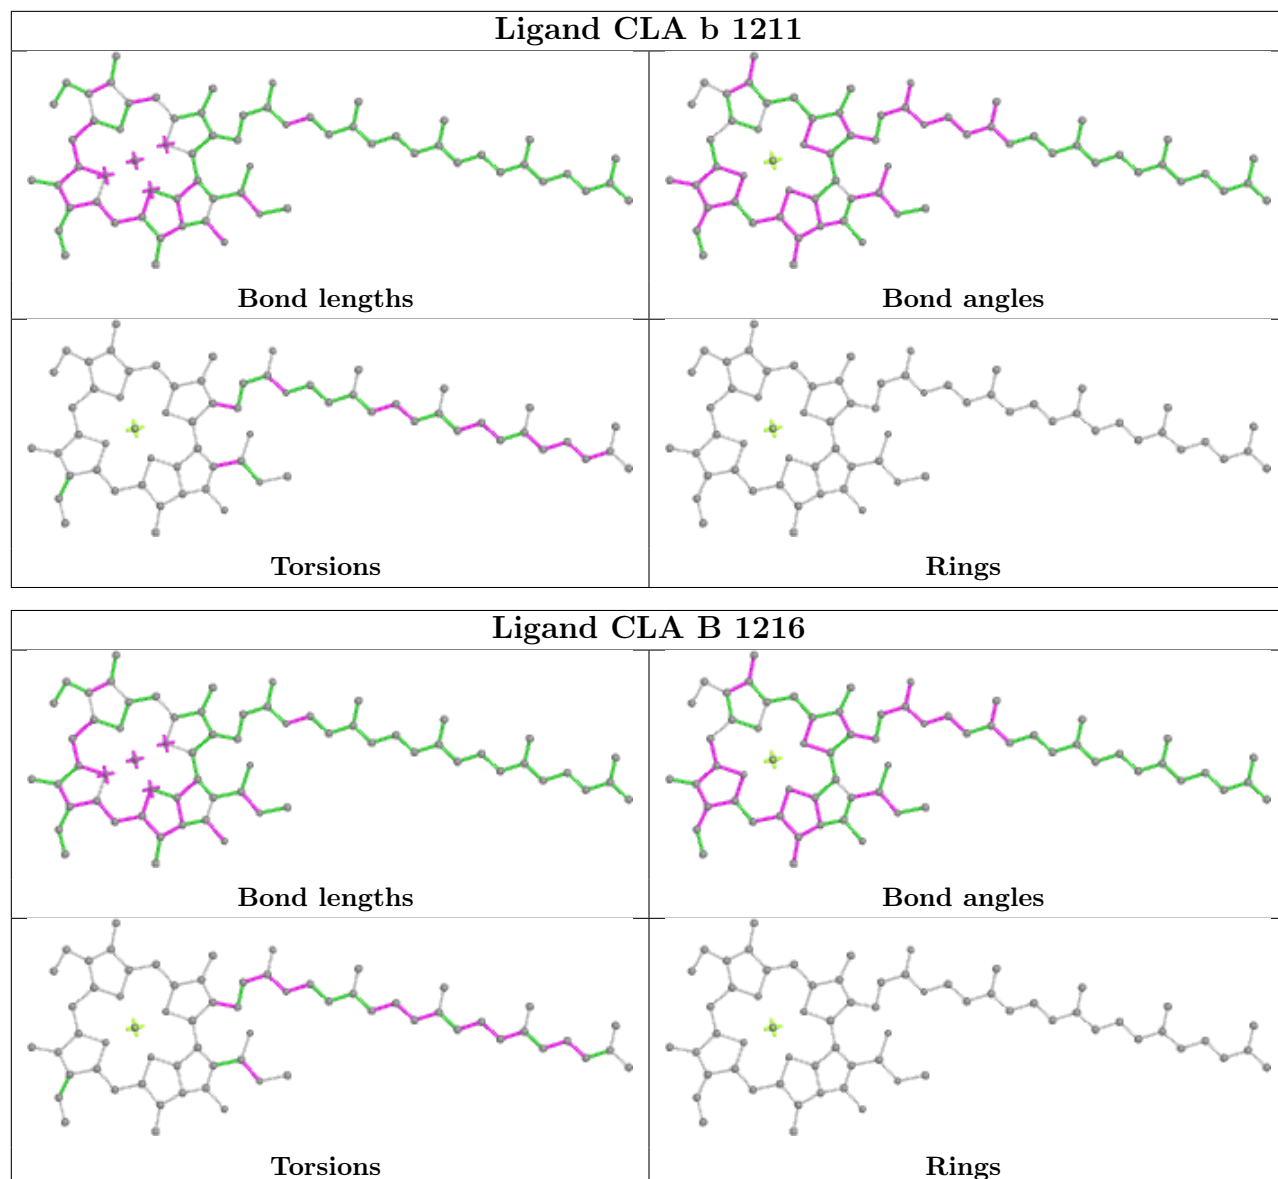 Ligand CLA b 1211
Bond lengths
Bond angles
Torsions
Rings
Ligand CLA B 1216
Bond lengths
Bond angles
Torsions
Rings